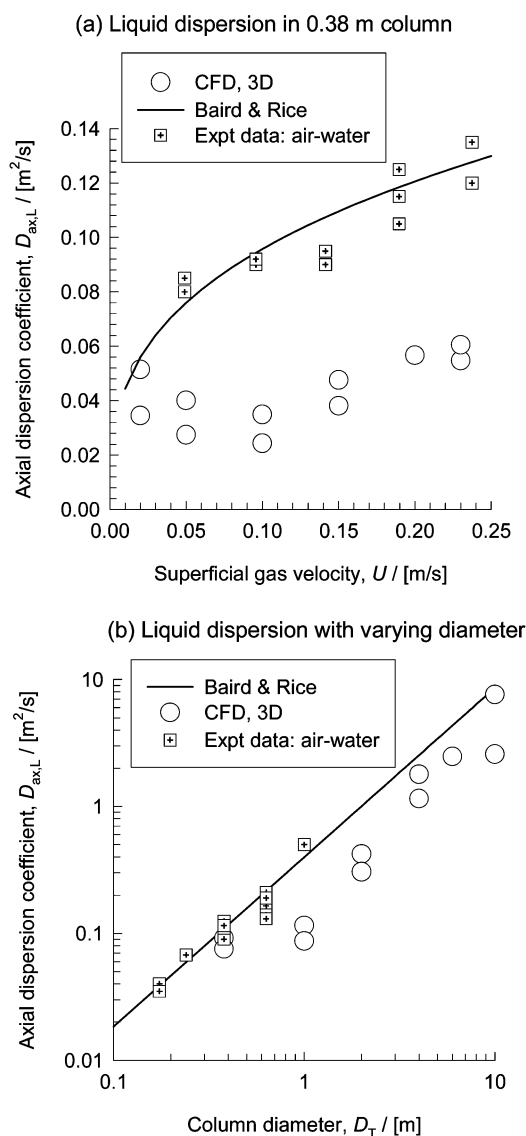 (a) Liquid dispersion in 0.38 m column
CFD, 3D
Baird & Rice
Expt data: air-water
Axial dispersion coefficient, Dax,L / [m²/s]
0.14
0.12
0.10
0.08
0.06
0.04
0.02
0.00
0.00 0.05 0.10 0.15 0.20 0.25
Superficial gas velocity, U / [m/s]
(b) Liquid dispersion with varying diameter
Baird & Rice
CFD, 3D
Expt data: air-water
Axial dispersion coefficient, Dax,L / [m²/s]
10
1
0.1
0.01
0.1 1 10
Column diameter, DT / [m]